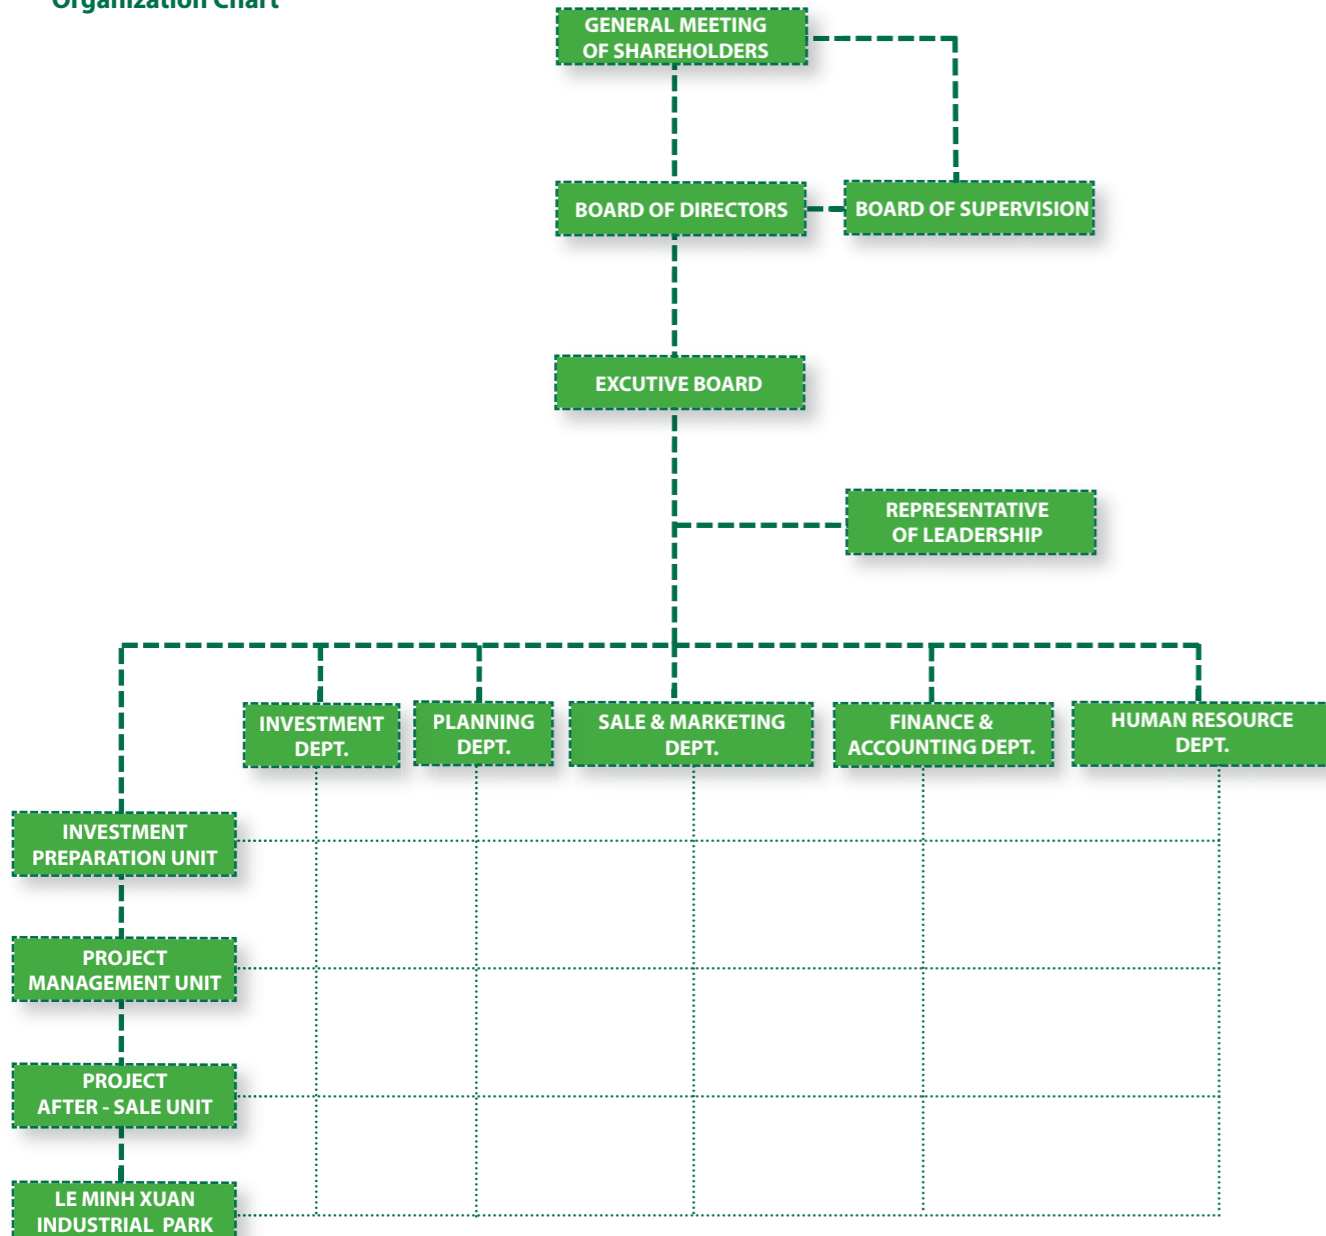 Organization Chart
GENERAL MEETING
OF SHAREHOLDERS
BOARD OF DIRECTORS
BOARD OF SUPERVISION
EXCUTIVE BOARD
REPRESENTATIVE
OF LEADERSHIP
INVESTMENT
DEPT.
PLANNING
DEPT.
SALE & MARKETING
DEPT.
FINANCE &
ACCOUNTING DEPT.
HUMAN RESOURCE
DEPT.
INVESTMENT
PREPARATION UNIT
PROJECT
MANAGEMENT UNIT
PROJECT
AFTER - SALE UNIT
LE MINH XUAN
INDUSTRIAL PARK